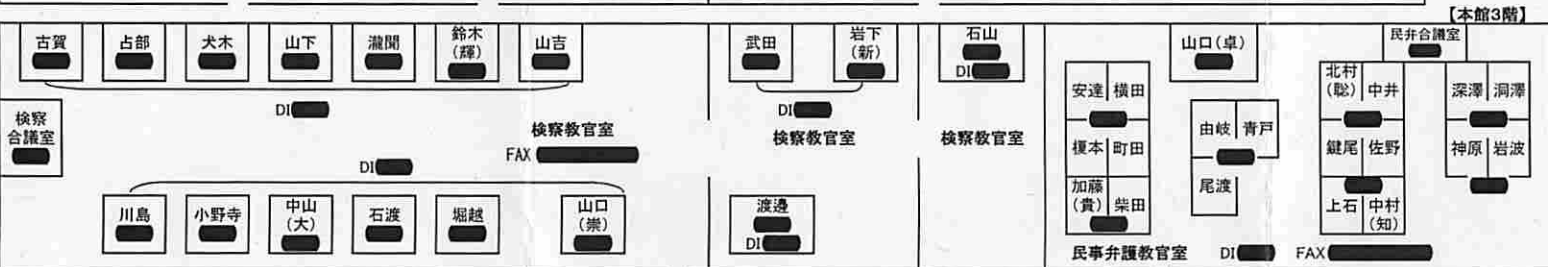 【本館3階】
古賀 占部 犬木 山下 瀧聞 鈴木(輝) 山吉
DI
検察合議室
検察教官室
FAX
DI
川島 小野寺 中山(大) 石渡 堀越 山口(崇)
武田 岩下(新)
DI
検察教官室
渡邊
DI
石山
DI
検察教官室
山口(卓)
民弁合議室
安達 横田
榎本 町田
加藤(貴) 柴田
由岐 青戸
尾渡
北村(聡) 中井
鍵尾 佐野
上石 中村(知)
深澤 洞澤
神原 岩波
民事弁護教官室 DI FAX